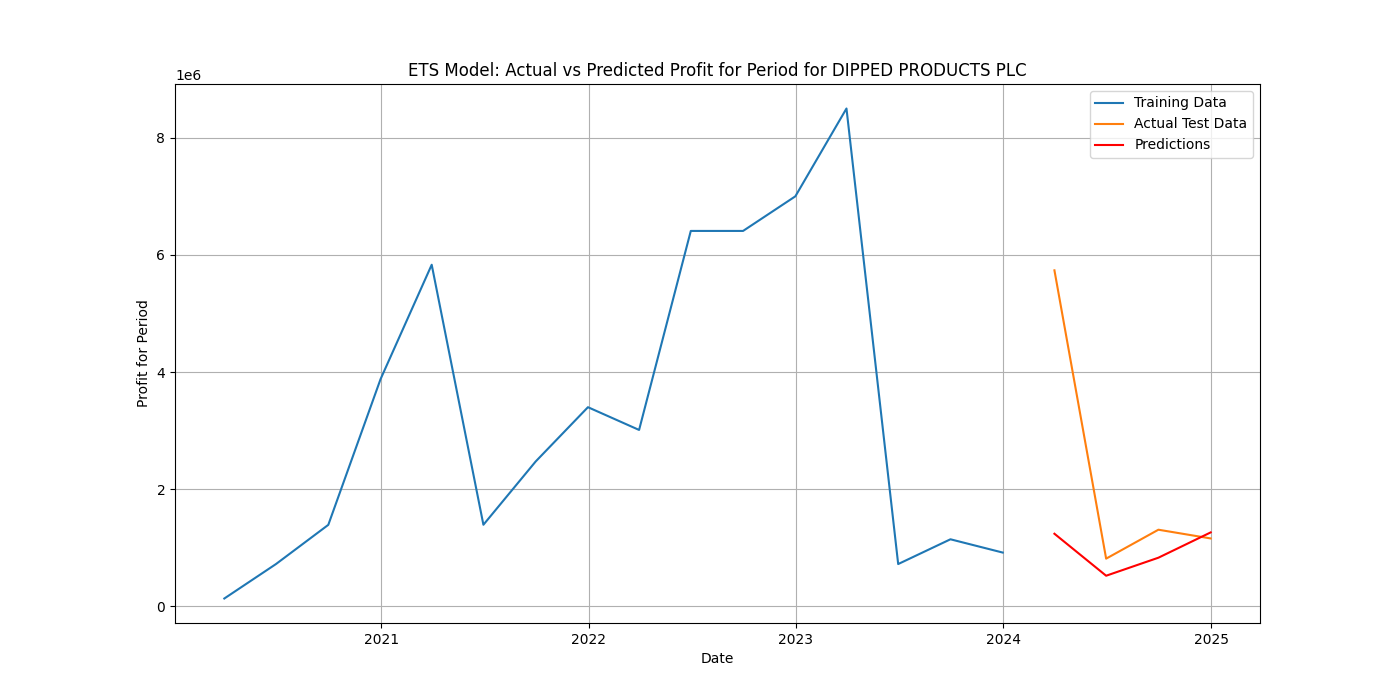 ETS Model: Actual vs Predicted Profit for Period for DIPPED PRODUCTS PLC
1e6
Training Data
Actual Test Data
Predictions
8
6
4
2
0
Profit for Period
2021
2022
2023
2024
2025
Date